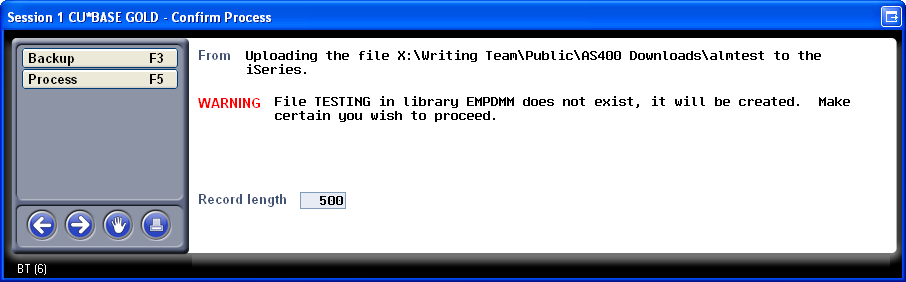 Session 1 CU*BASE GOLD - Confirm Process
Backup F3
Process F5
From Uploading the file X:\Writing Team\Public\AS400 Downloads\almtest to the
iSeries.
WARNING File TESTING in library EMPDMM does not exist, it will be created. Make
certain you wish to proceed.
Record length 500
BT (6)